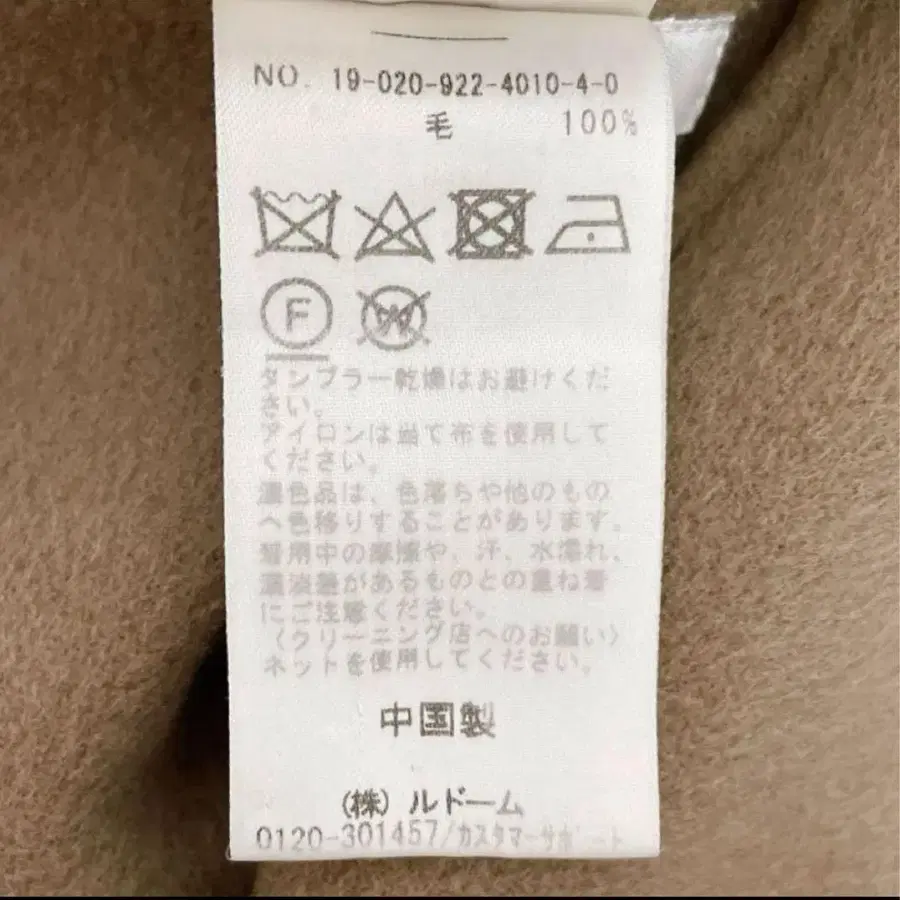 NO. 19-020-922-4010-4-0
毛 100%
F
W
タンブラー乾燥はお避けくだ
さい。
アイロンは当て布を使用して
ください。
濃色品は、色落ちや他のもの
へ色移りすることがあります。
着用中の摩擦や、汗、水濡れ、
濃淡差があるものとの重ね着
にご注意ください。
(クリーニング店へのお願い)
ネットを使用してください。
中国製
(株) ルドーム
0120-301457/カスタマーサポート